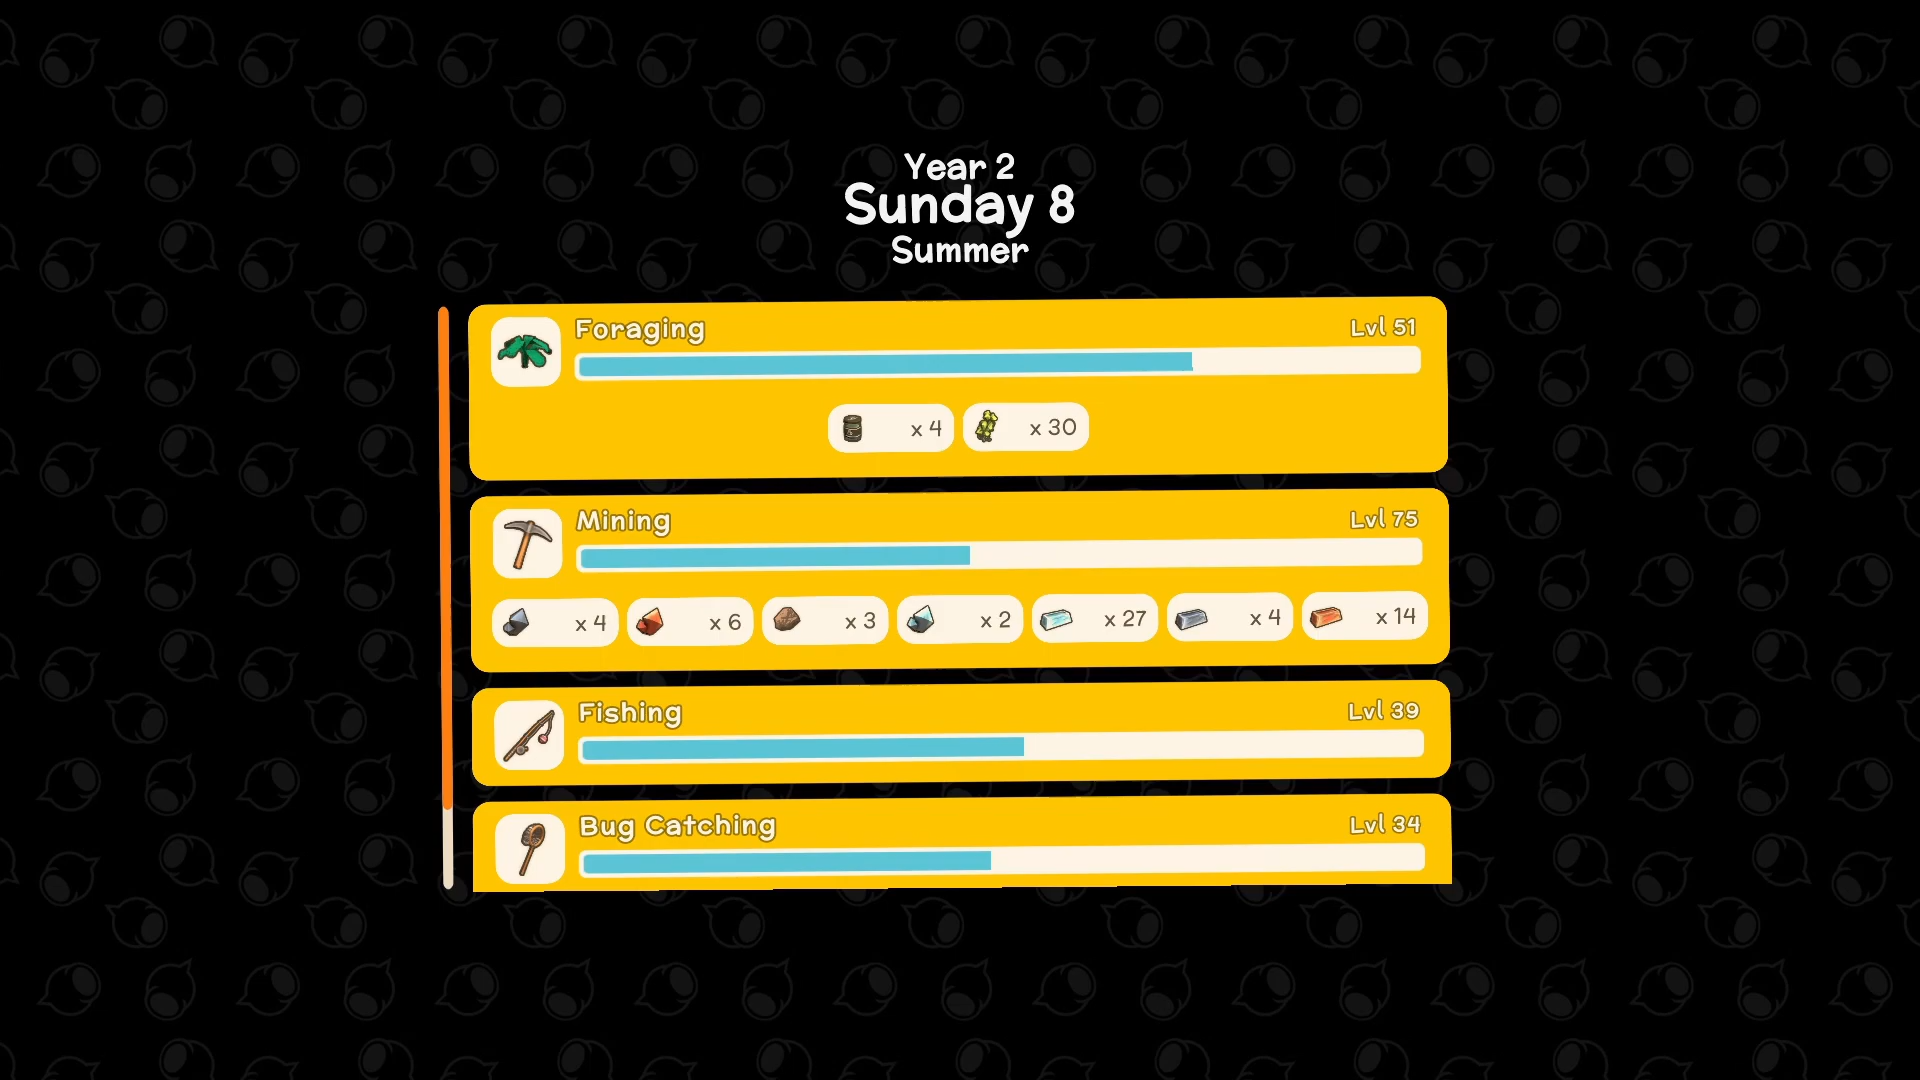 Year 2
Sunday 8
Summer
Foraging
Lvl 51
x 4
x 30
Mining
Lvl 75
x 4
x 6
x 3
x 2
x 27
x 4
x 14
Fishing
Lvl 39
Bug Catching
Lvl 34